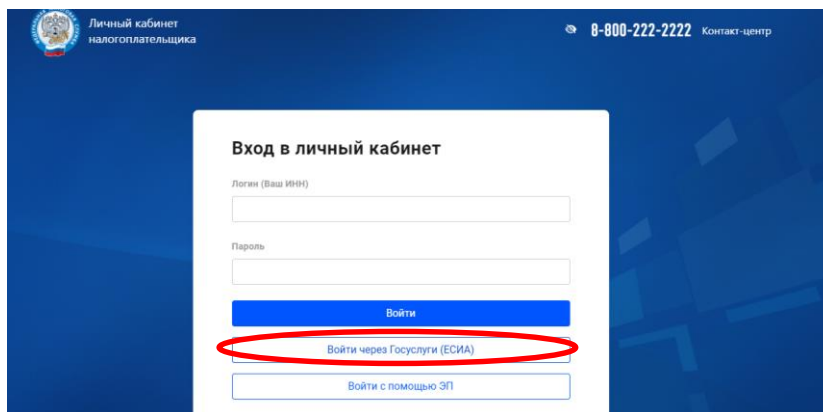 Личный кабинет
налогоплательщика
8-800-222-2222 Контакт-центр
Вход в личный кабинет
Логин (Ваш ИНН)
Пароль
Войти
Войти через Госуслуги (ЕСИА)
Войти с помощью ЭП